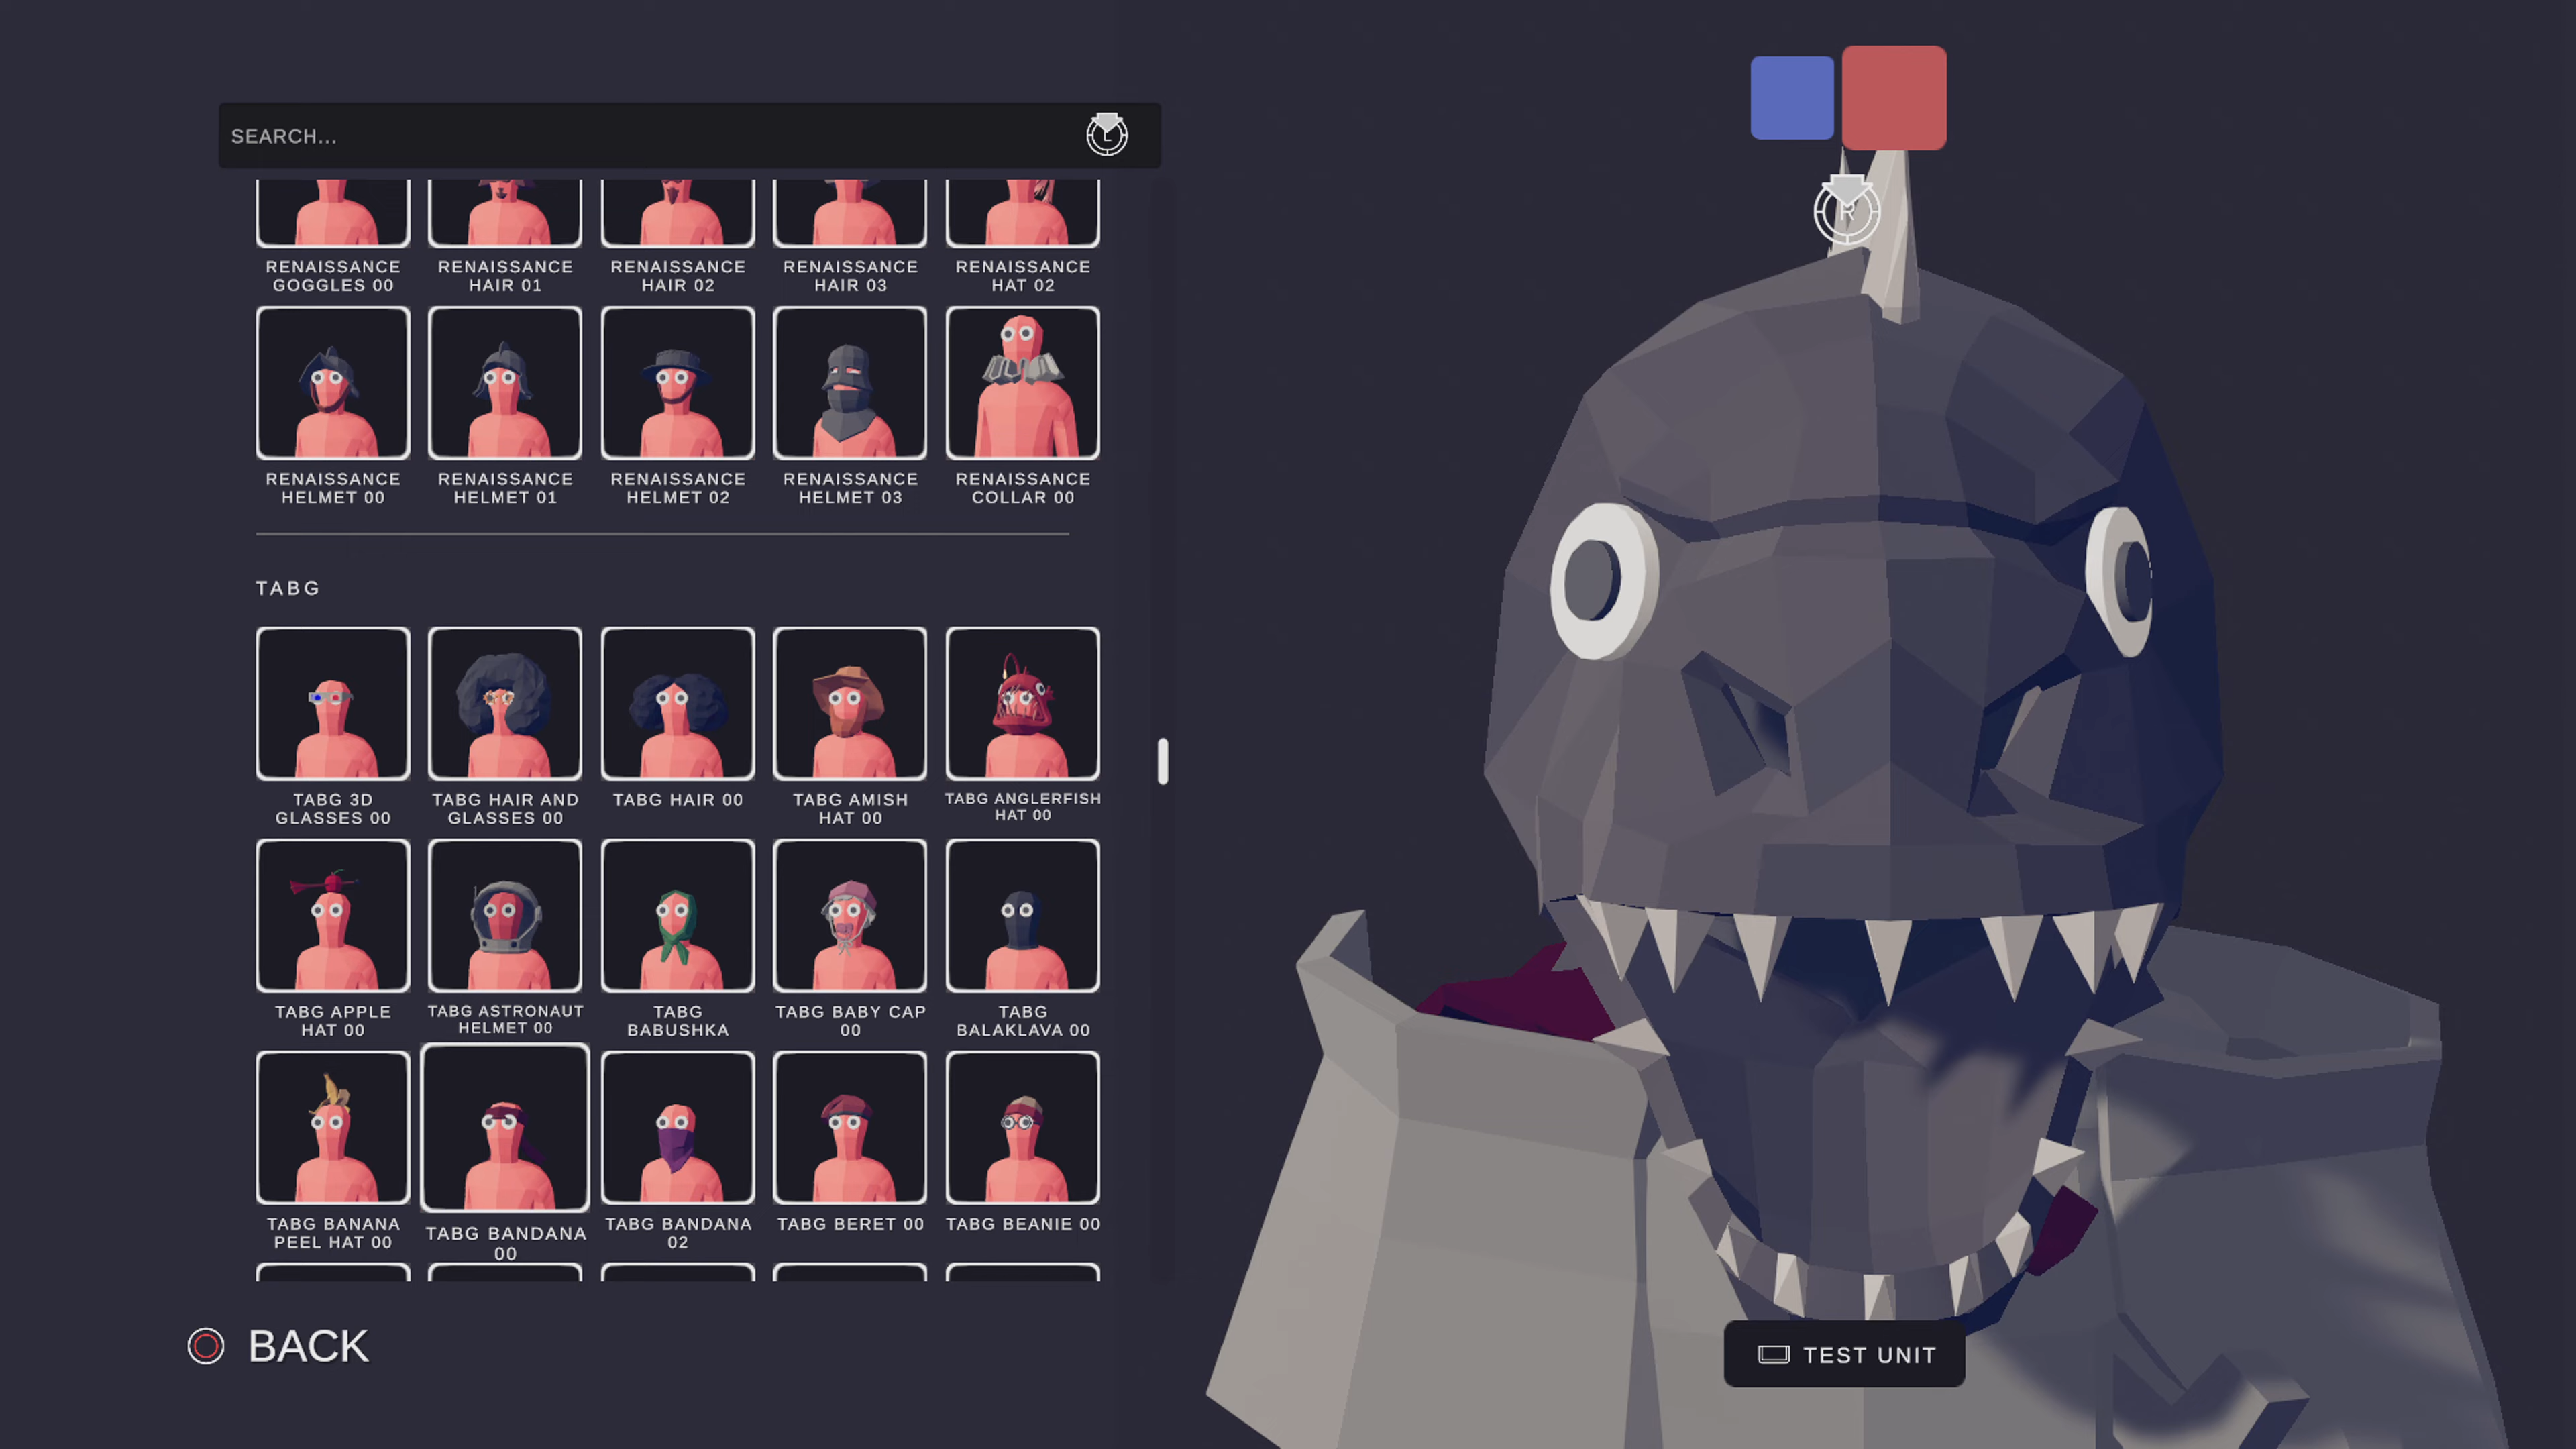 SEARCH...
L
R
RENAISSANCE
GOGGLES 00
RENAISSANCE
HAIR 01
RENAISSANCE
HAIR 02
RENAISSANCE
HAIR 03
RENAISSANCE
HAT 02
RENAISSANCE
HELMET 00
RENAISSANCE
HELMET 01
RENAISSANCE
HELMET 02
RENAISSANCE
HELMET 03
RENAISSANCE
COLLAR 00
TABG
TABG 3D
GLASSES 00
TABG HAIR AND
GLASSES 00
TABG HAIR 00
TABG AMISH
HAT 00
TABG ANGLERFISH
HAT 00
TABG APPLE
HAT 00
TABG ASTRONAUT
HELMET 00
TABG
BABUSHKA
TABG BABY CAP
00
TABG
BALAKLAVA 00
TABG BANANA
PEEL HAT 00
TABG BANDANA
00
TABG BANDANA
02
TABG BERET 00
TABG BEANIE 00
BACK
TEST UNIT